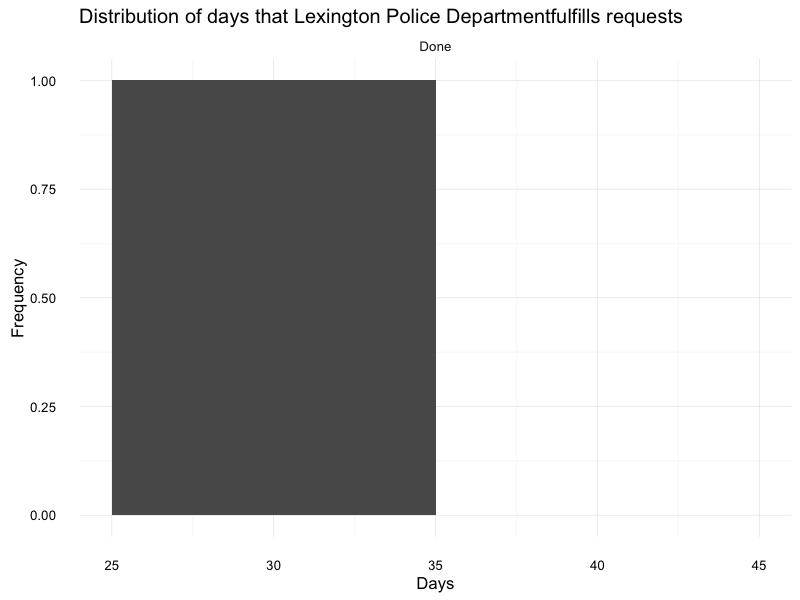 Distribution of days that Lexington Police Departmentfulfills requests
Done
1.00
0.75
0.50
0.25
0.00
Frequency
25 30 35 40 45
Days